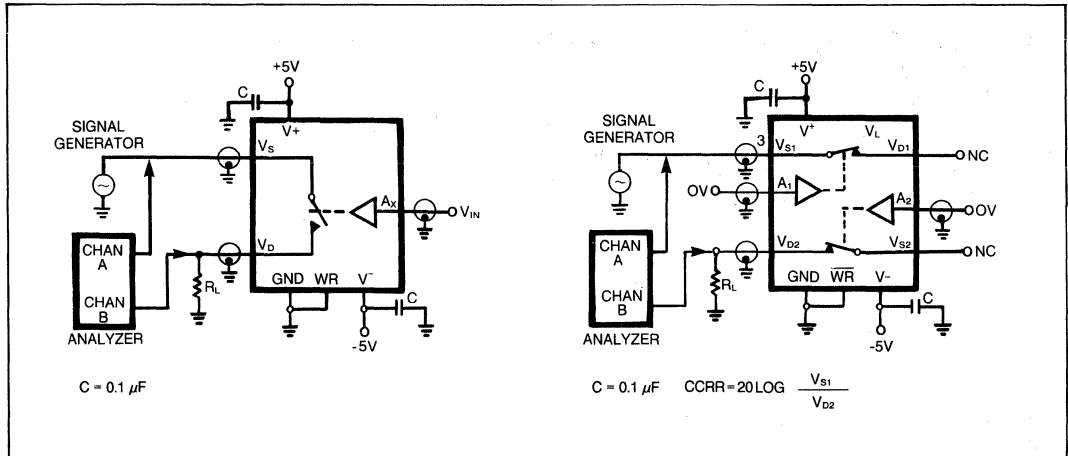 +5V
C
V+
SIGNAL
GENERATOR
VS
AX
VIN
VD
CHAN
A
CHAN
B
RL
GND WR V-
C
-5V
ANALYZER
C = 0.1 µF
+5V
C
V+ VL
SIGNAL
GENERATOR
3
VS1
VD1
NC
OV
A1
A2
OV
VD2
VS2
NC
CHAN
A
CHAN
B
RL
GND WR V-
C
-5V
ANALYZER
C = 0.1 µF CCRR = 20 LOG VS1
VD2